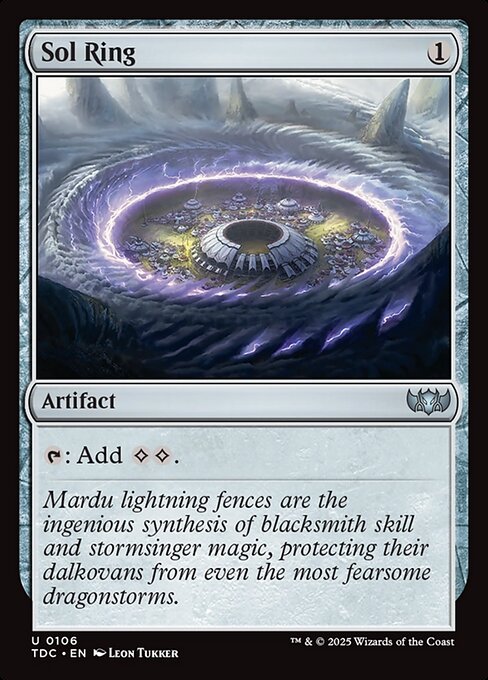 Sol Ring 1
Artifact
: Add .
Mardu lightning fences are the
ingenious synthesis of blacksmith skill
and stormsinger magic, protecting their
dalkovans from even the most fearsome
dragonstorms.
U 0106
TDC • EN Leon Tukker
™ & © 2025 Wizards of the Coast